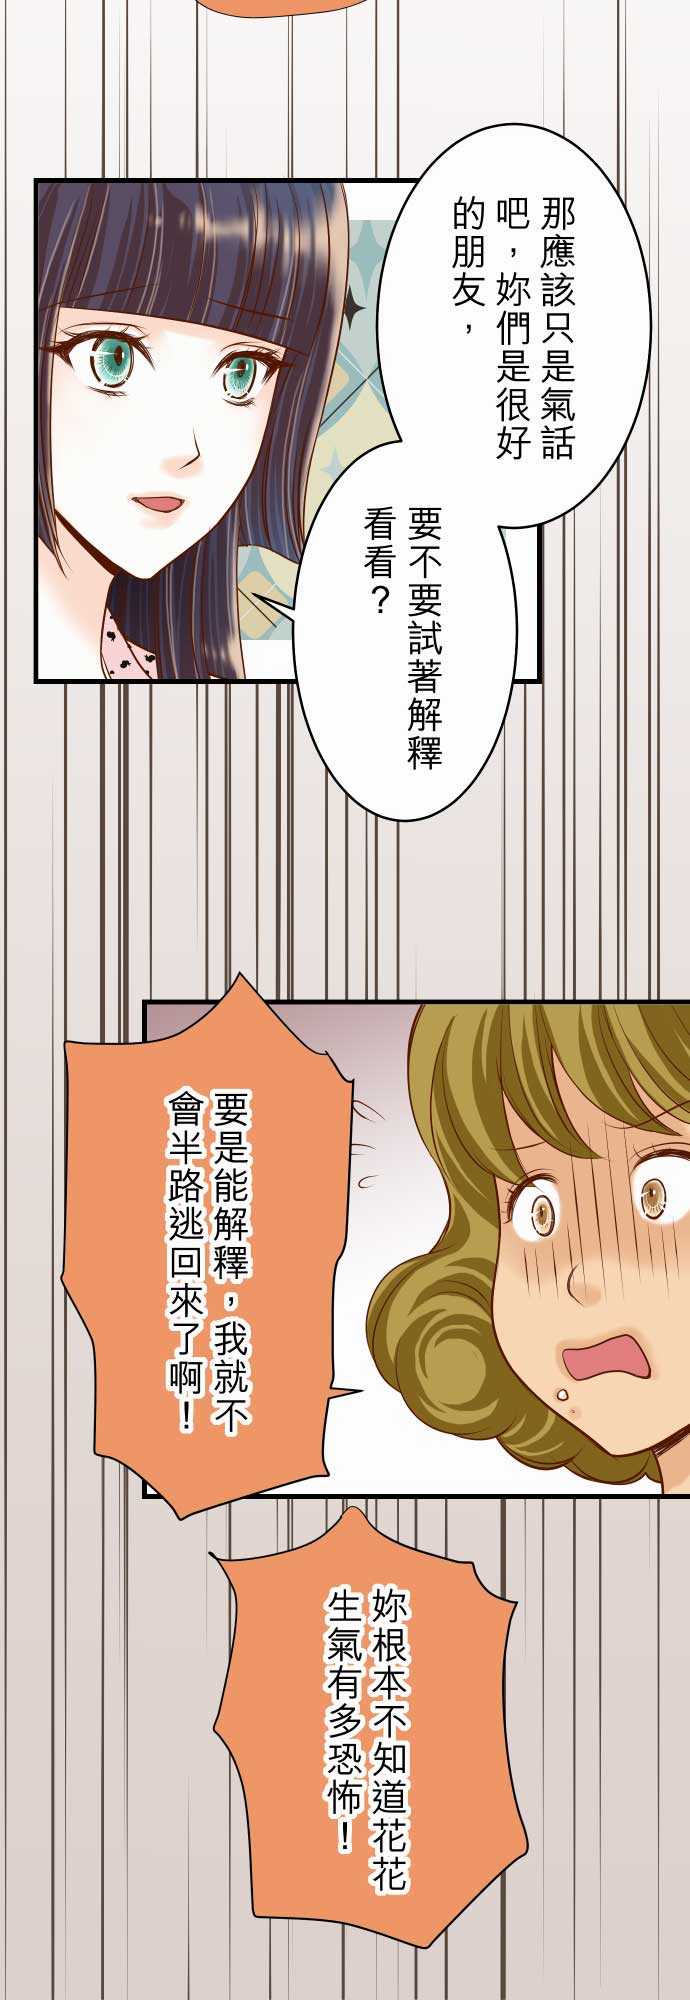 那應該只是氣話
吧，妳們是很好
的朋友，
要不要試著解釋
看看？
要是能解釋，我就不
會半路逃回來了啊！
妳根本不知道花花
生氣有多恐怖！